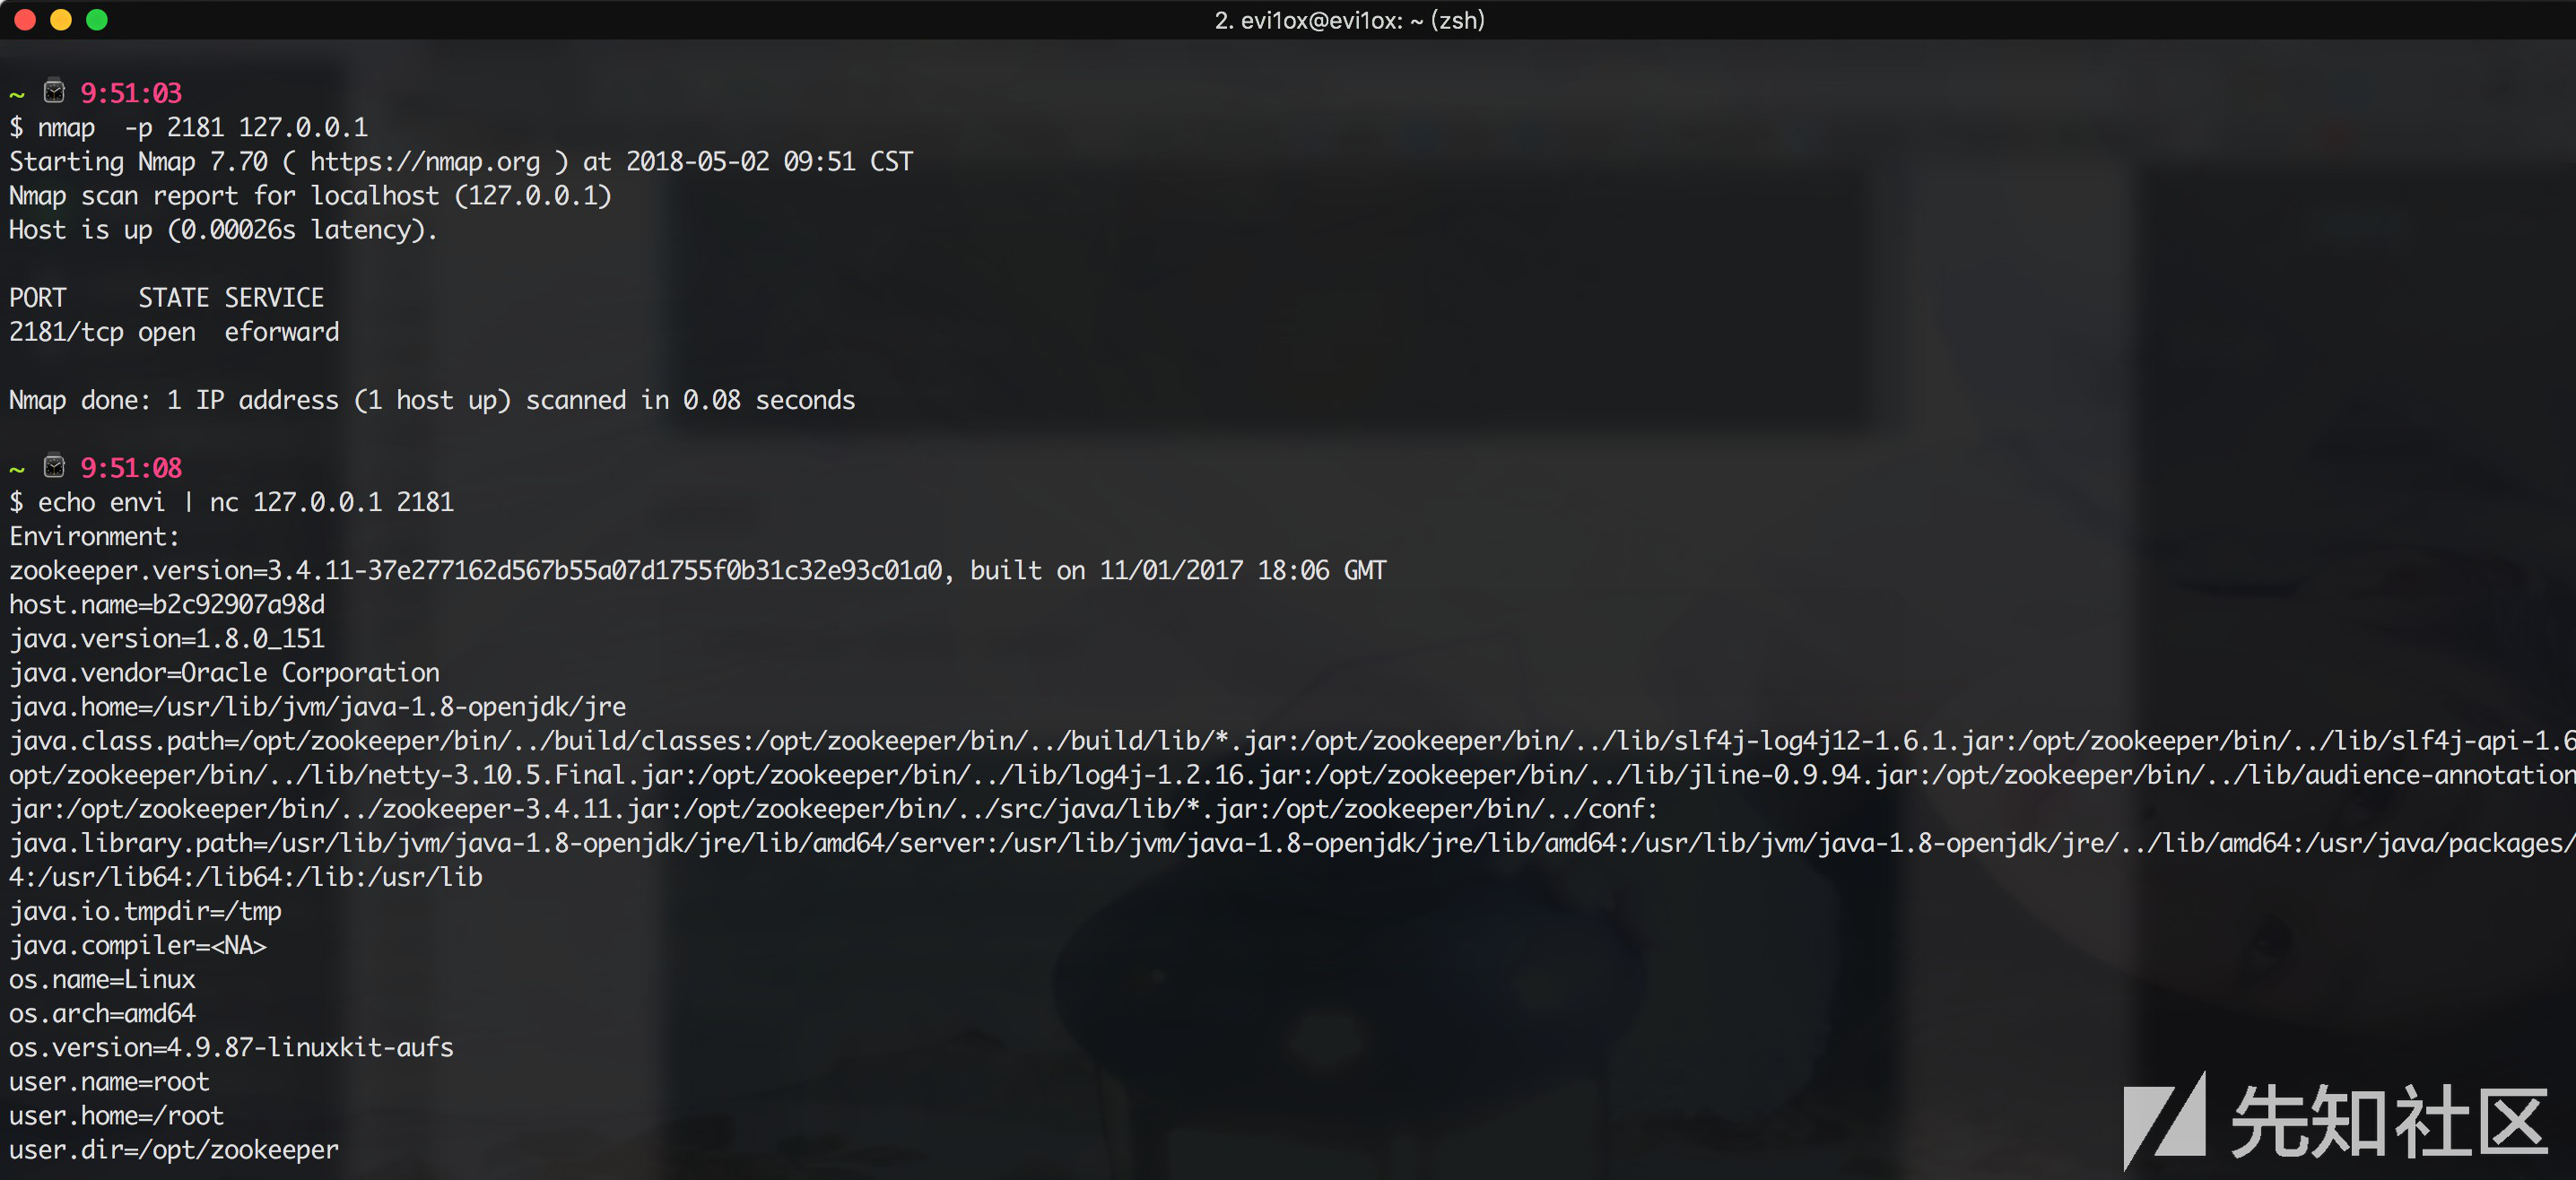 2. evi1ox@evi1ox: ~ (zsh)
~ 9:51:03
$ nmap  -p 2181 127.0.0.1
Starting Nmap 7.70 ( https://nmap.org ) at 2018-05-02 09:51 CST
Nmap scan report for localhost (127.0.0.1)
Host is up (0.00026s latency).
PORT     STATE SERVICE
2181/tcp open  eforward
Nmap done: 1 IP address (1 host up) scanned in 0.08 seconds
~ 9:51:08
$ echo envi | nc 127.0.0.1 2181
Environment:
zookeeper.version=3.4.11-37e277162d567b55a07d1755f0b31c32e93c01a0, built on 11/01/2017 18:06 GMT
host.name=b2c92907a98d
java.version=1.8.0_151
java.vendor=Oracle Corporation
java.home=/usr/lib/jvm/java-1.8-openjdk/jre
java.class.path=/opt/zookeeper/bin/../build/classes:/opt/zookeeper/bin/../build/lib/*.jar:/opt/zookeeper/bin/../lib/slf4j-log4j12-1.6.1.jar:/opt/zookeeper/bin/../lib/slf4j-api-1.6
opt/zookeeper/bin/../lib/netty-3.10.5.Final.jar:/opt/zookeeper/bin/../lib/log4j-1.2.16.jar:/opt/zookeeper/bin/../lib/jline-0.9.94.jar:/opt/zookeeper/bin/../lib/audience-annotation
jar:/opt/zookeeper/bin/../zookeeper-3.4.11.jar:/opt/zookeeper/bin/../src/java/lib/*.jar:/opt/zookeeper/bin/../conf:
java.library.path=/usr/lib/jvm/java-1.8-openjdk/jre/lib/amd64/server:/usr/lib/jvm/java-1.8-openjdk/jre/lib/amd64:/usr/lib/jvm/java-1.8-openjdk/jre/../lib/amd64:/usr/java/packages/
4:/usr/lib64:/lib64:/lib:/usr/lib
java.io.tmpdir=/tmp
java.compiler=<NA>
os.name=Linux
os.arch=amd64
os.version=4.9.87-linuxkit-aufs
user.name=root
user.home=/root
user.dir=/opt/zookeeper
先知社区